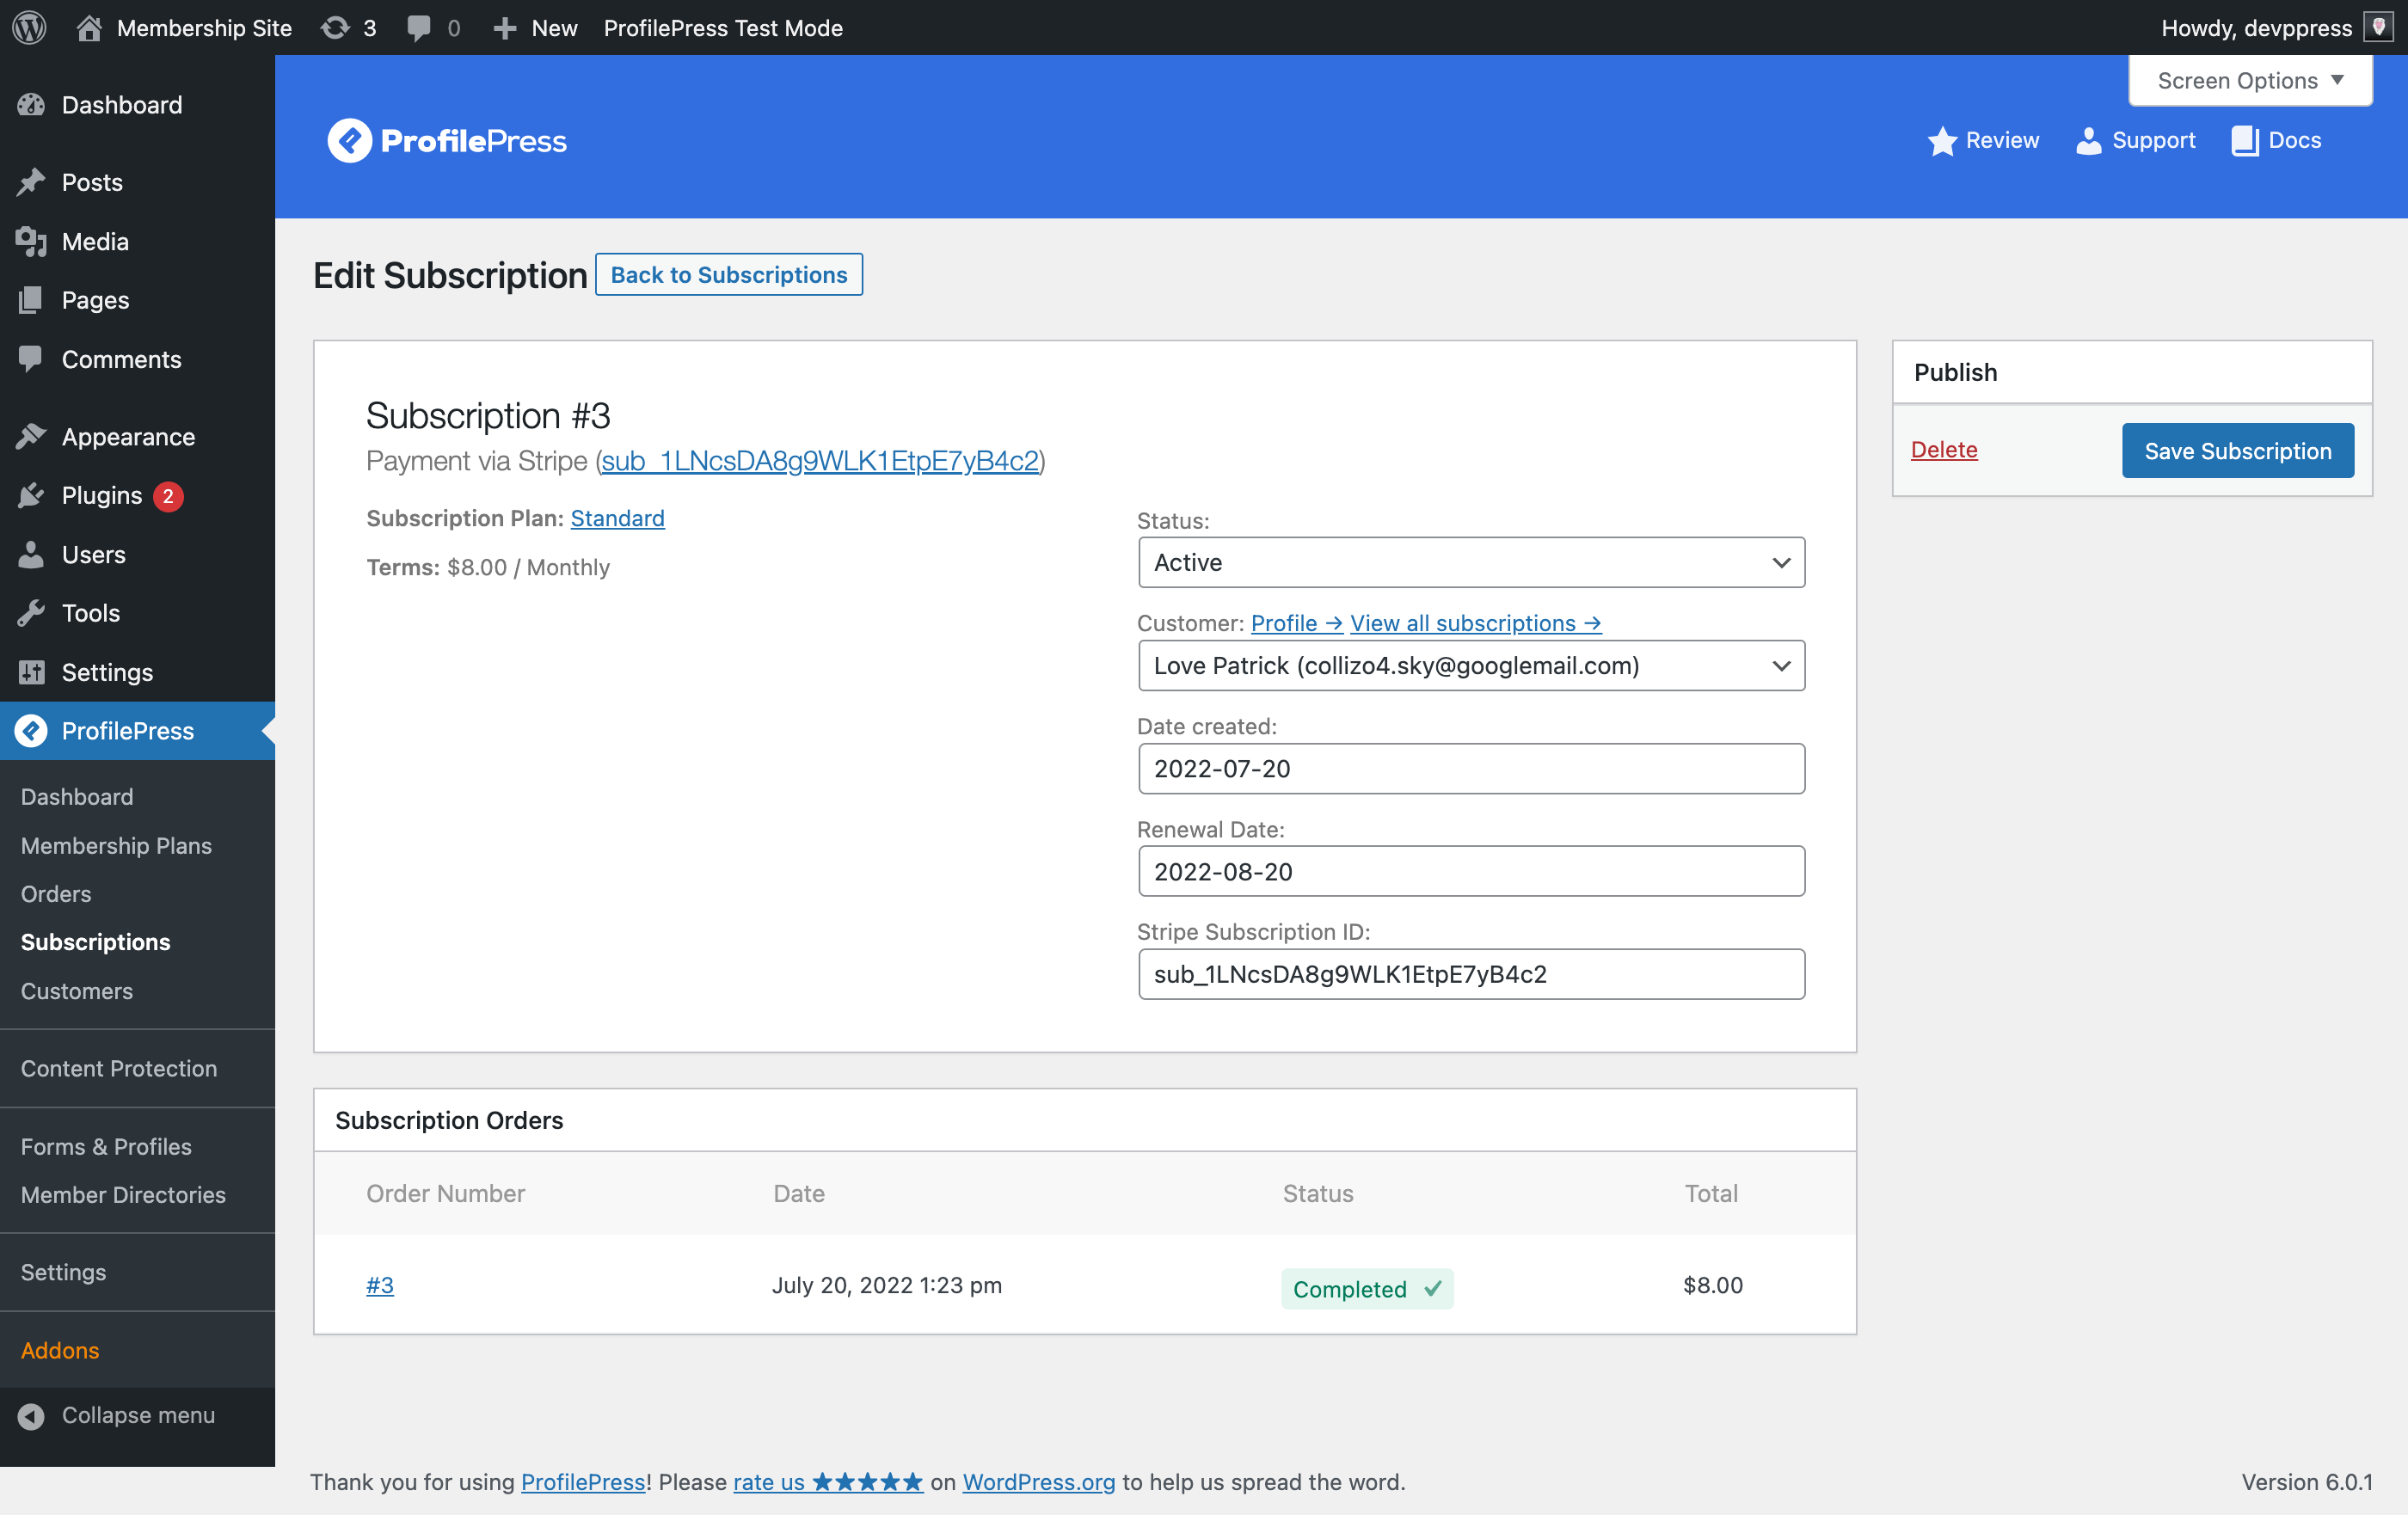 Membership Site 3 0 New ProfilePress Test Mode Howdy, devppress
Screen Options
Dashboard
Posts
Media
Pages
Comments
Appearance
Plugins 2
Users
Tools
Settings
ProfilePress
Dashboard
Membership Plans
Orders
Subscriptions
Customers
Content Protection
Forms & Profiles
Member Directories
Settings
Addons
Collapse menu
ProfilePress
Review Support Docs
Edit Subscription Back to Subscriptions
Subscription #3
Payment via Stripe (sub_1LNcsDA8g9WLK1EtpE7yB4c2)
Subscription Plan: Standard
Terms: $8.00 / Monthly
Status:
Active
Customer: Profile → View all subscriptions →
Love Patrick (collizo4.sky@googlemail.com)
Date created:
2022-07-20
Renewal Date:
2022-08-20
Stripe Subscription ID:
sub_1LNcsDA8g9WLK1EtpE7yB4c2
Publish
Delete Save Subscription
Subscription Orders
Order Number Date Status Total
#3 July 20, 2022 1:23 pm Completed ✓ $8.00
Thank you for using ProfilePress! Please rate us ★★★★★ on WordPress.org to help us spread the word.
Version 6.0.1